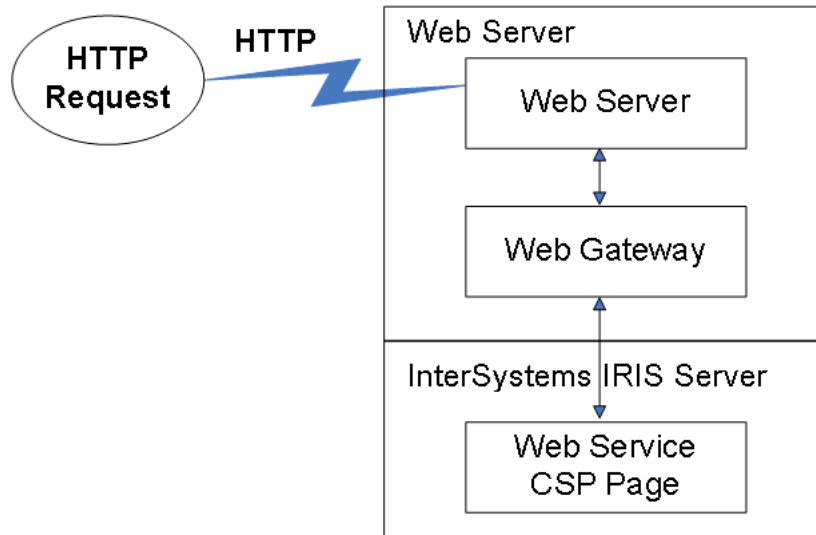 HTTP
Request
HTTP
Web Server
Web Server
Web Gateway
InterSystems IRIS Server
Web Service
CSP Page